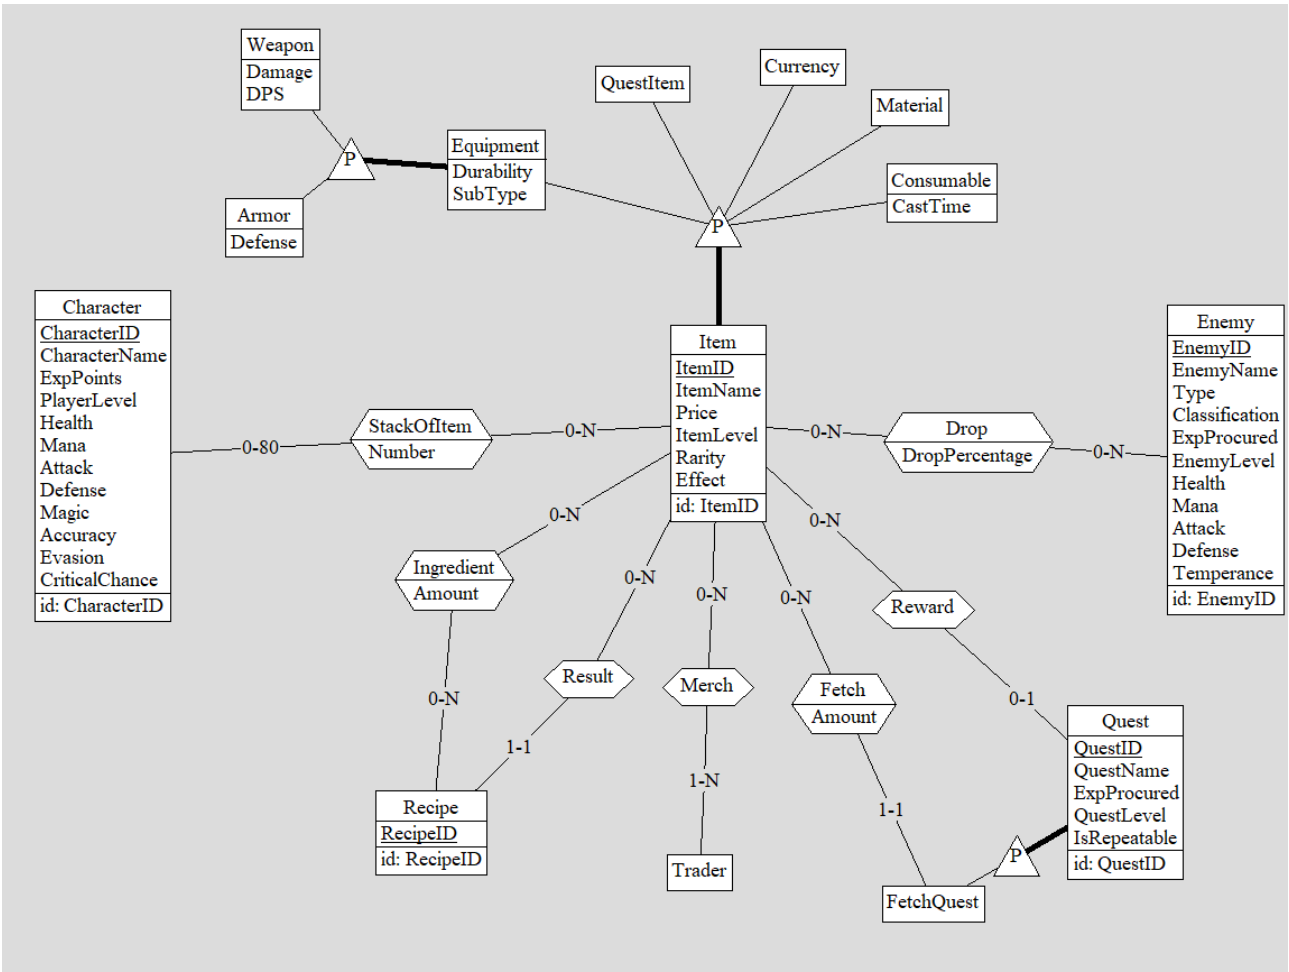 Weapon
Damage
DPS
P
Armor
Defense
Equipment
Durability
SubType
QuestItem
Currency
Material
Consumable
CastTime
P
Character
CharacterID
CharacterName
ExpPoints
PlayerLevel
Health
Mana
Attack
Defense
Magic
Accuracy
Evasion
CriticalChance
id: CharacterID
0-80
StackOfItem
Number
0-N
Item
ItemID
ItemName
Price
ItemLevel
Rarity
Effect
id: ItemID
0-N
Drop
DropPercentage
0-N
Enemy
EnemyID
EnemyName
Type
Classification
ExpProcured
EnemyLevel
Health
Mana
Attack
Defense
Temperance
id: EnemyID
0-N
Ingredient
Amount
0-N
0-N
Result
1-1
Recipe
RecipeID
id: RecipeID
0-N
Merch
1-N
Trader
0-N
Fetch
Amount
1-1
FetchQuest
0-N
Reward
0-1
Quest
QuestID
QuestName
ExpProcured
QuestLevel
IsRepeatable
id: QuestID
P